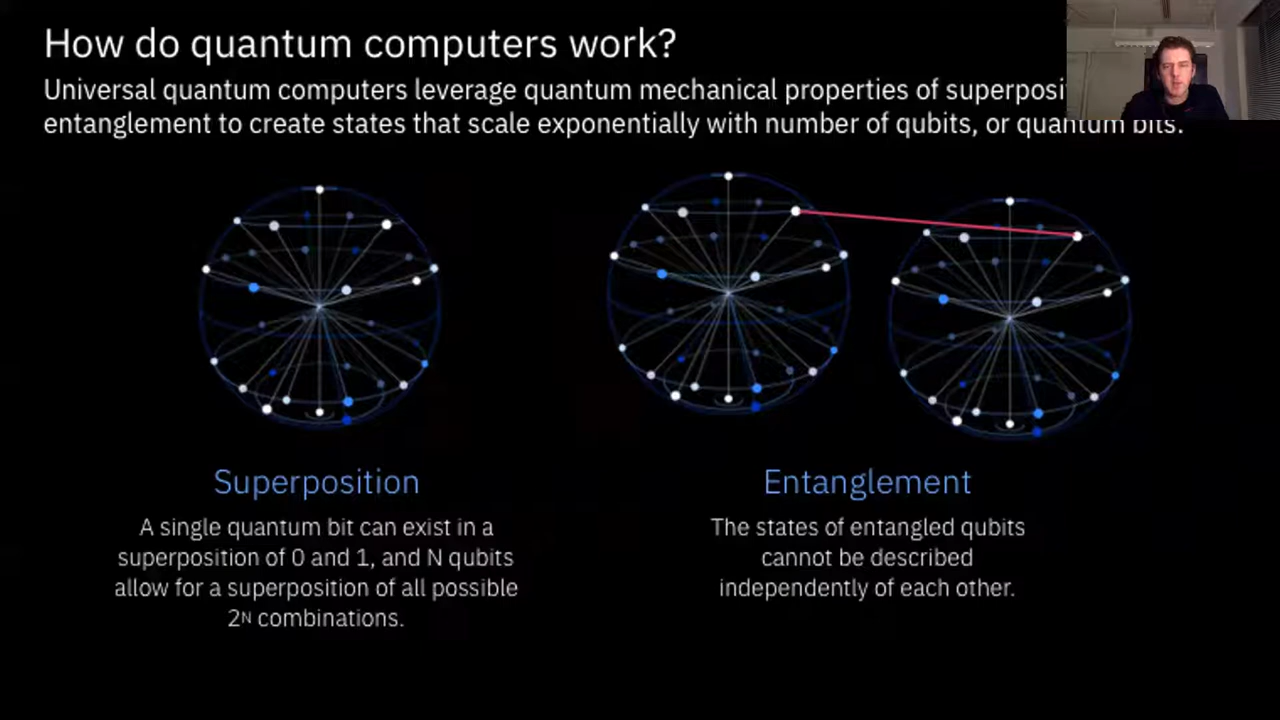 How do quantum computers work?
Universal quantum computers leverage quantum mechanical properties of
entanglement to create states that scale exponentially with number of qubits, or quantum bits.
Superposition
Entanglement
A single quantum bit can exist in a
superposition of 0 and 1, and N qubits
allow for a superposition of all possible
2ᴺ combinations.
The states of entangled qubits
cannot be described
independently of each other.